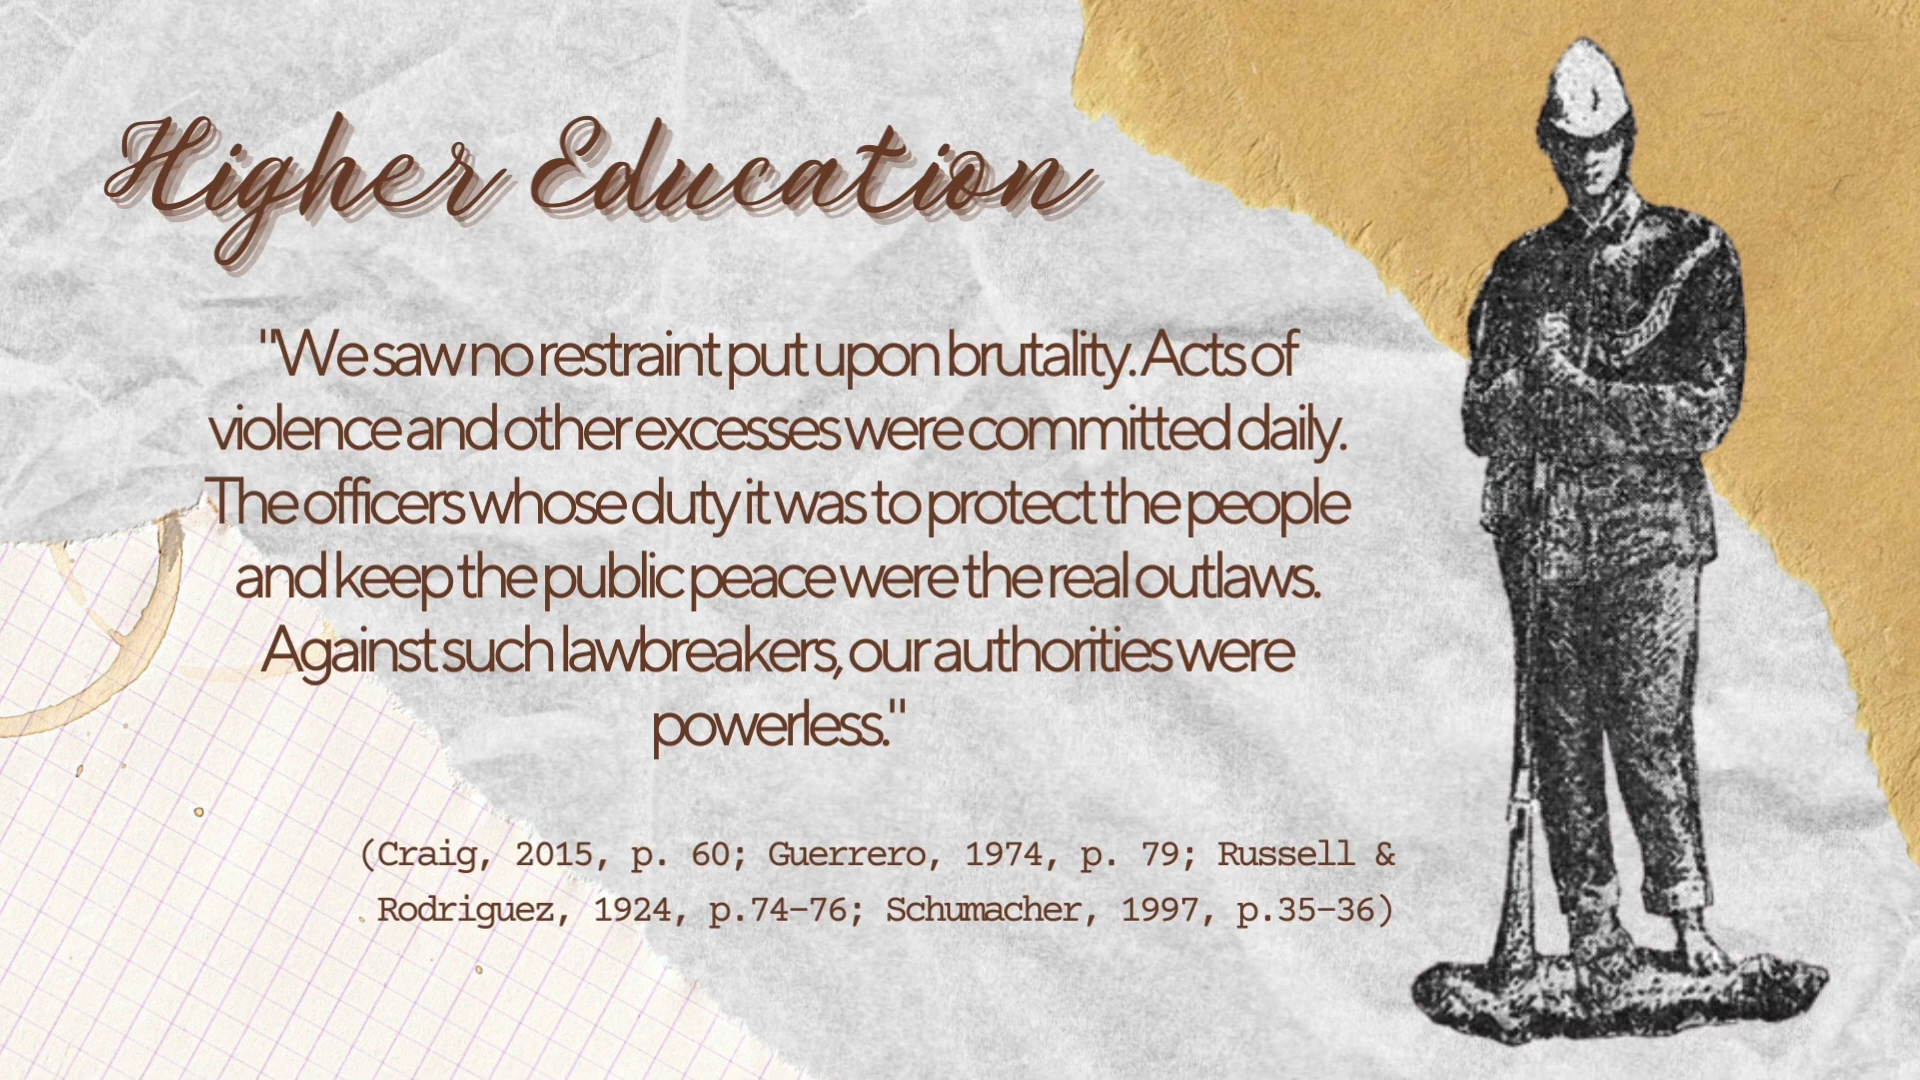 Higher Education
"We saw no restraint put upon brutality. Acts of
violence and other excesses were committed daily.
The officers whose duty it was to protect the people
and keep the public peace were the real outlaws.
Against such lawbreakers, our authorities were
powerless."
(Craig, 2015, p. 60; Guerrero, 1974, p. 79; Russell &
Rodriguez, 1924, p.74-76; Schumacher, 1997, p.35-36)